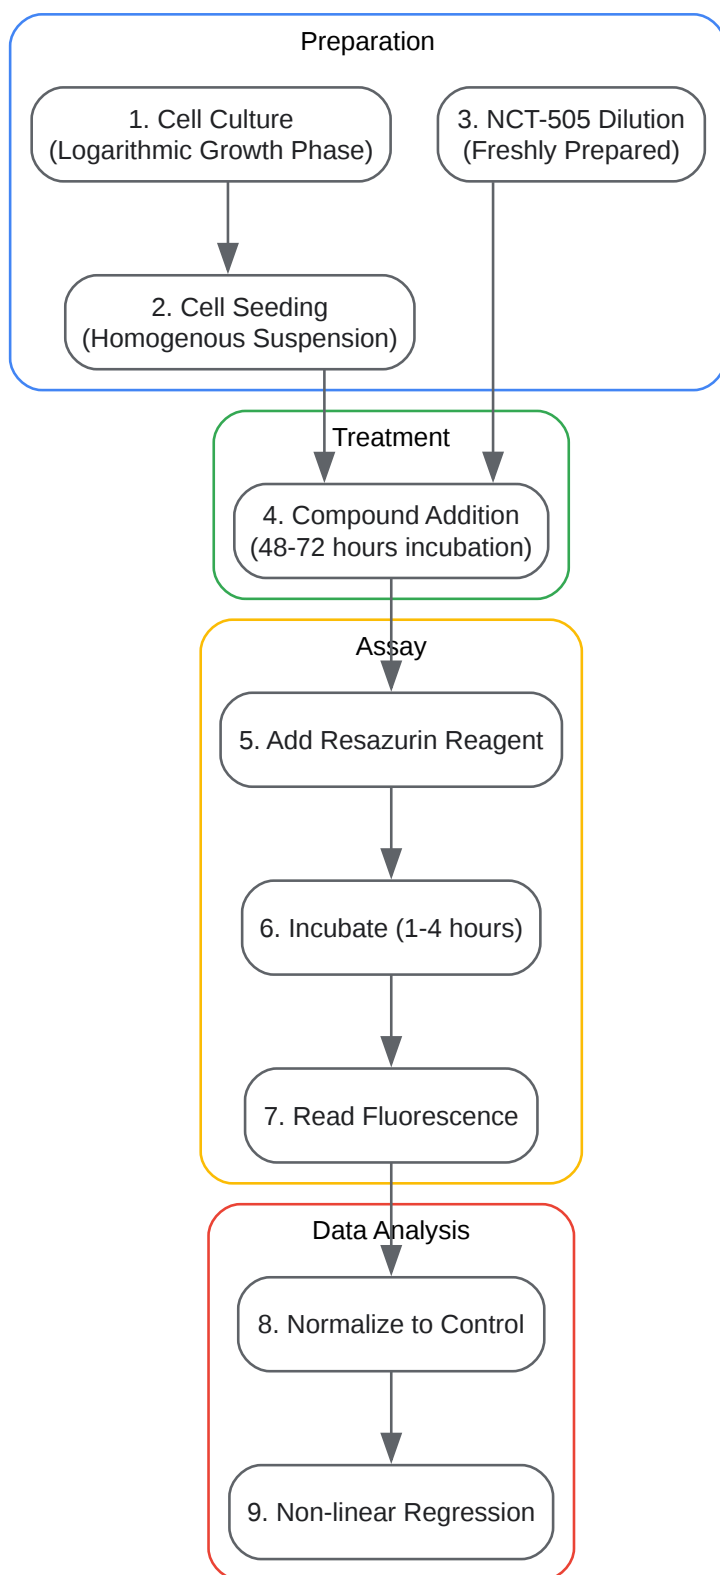 Preparation
1. Cell Culture
(Logarithmic Growth Phase)
3. NCT-505 Dilution
(Freshly Prepared)
2. Cell Seeding
(Homogenous Suspension)
Treatment
4. Compound Addition
(48-72 hours incubation)
Assay
5. Add Resazurin Reagent
6. Incubate (1-4 hours)
7. Read Fluorescence
Data Analysis
8. Normalize to Control
9. Non-linear Regression